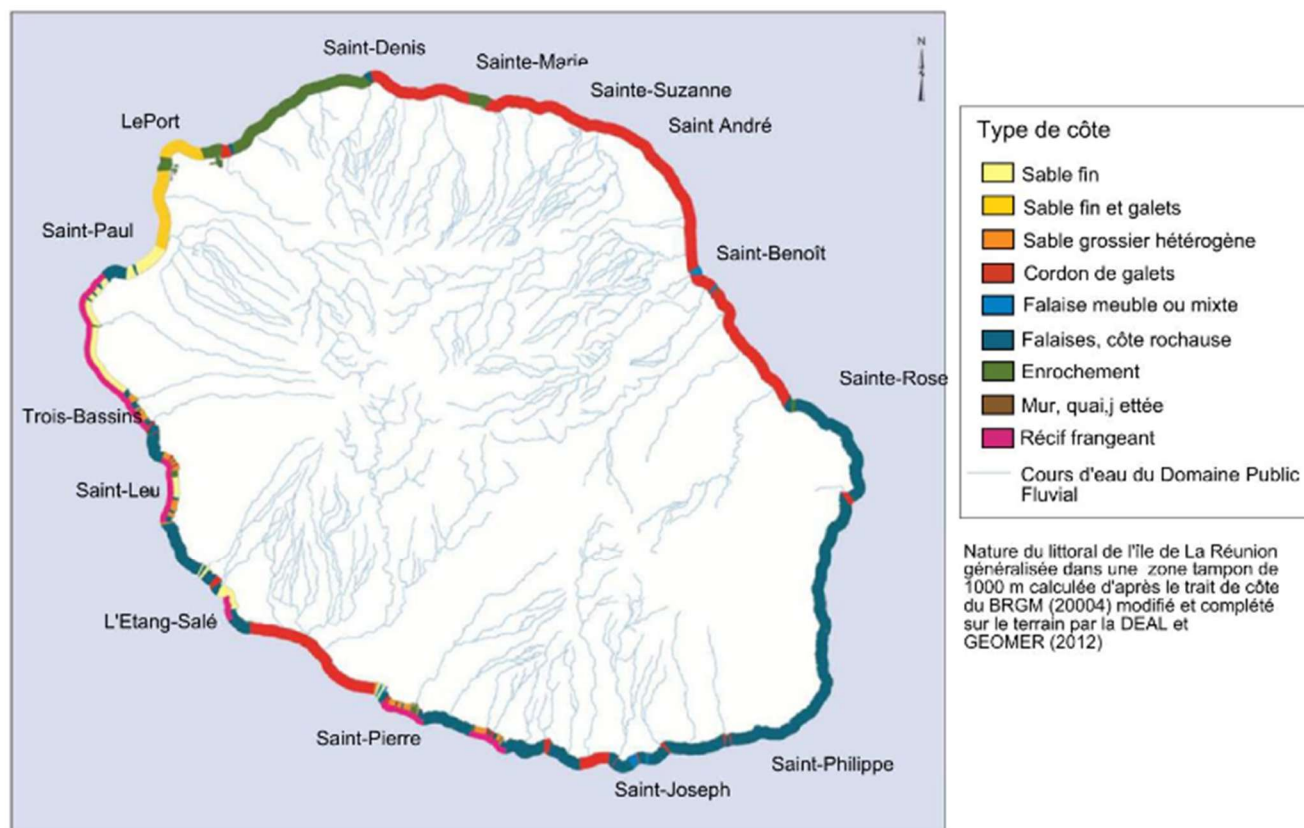 N
Saint-Denis
Sainte-Marie
Sainte-Suzanne
Saint André
LePort
Saint-Paul
Saint-Benoît
Sainte-Rose
Trois-Bassins
Saint-Leu
L'Etang-Salé
Saint-Pierre
Saint-Philippe
Saint-Joseph
Type de côte
Sable fin
Sable fin et galets
Sable grossier hétérogène
Cordon de galets
Falaise meuble ou mixte
Falaises, côte rochause
Enrochement
Mur, quai,j ettée
Récif frangeant
Cours d'eau du Domaine Public
Fluvial
Nature du littoral de l'île de La Réunion
généralisée dans une zone tampon de
1000 m calculée d'après le trait de côte
du BRGM (20004) modifié et complété
sur le terrain par la DEAL et
GEOMER (2012)